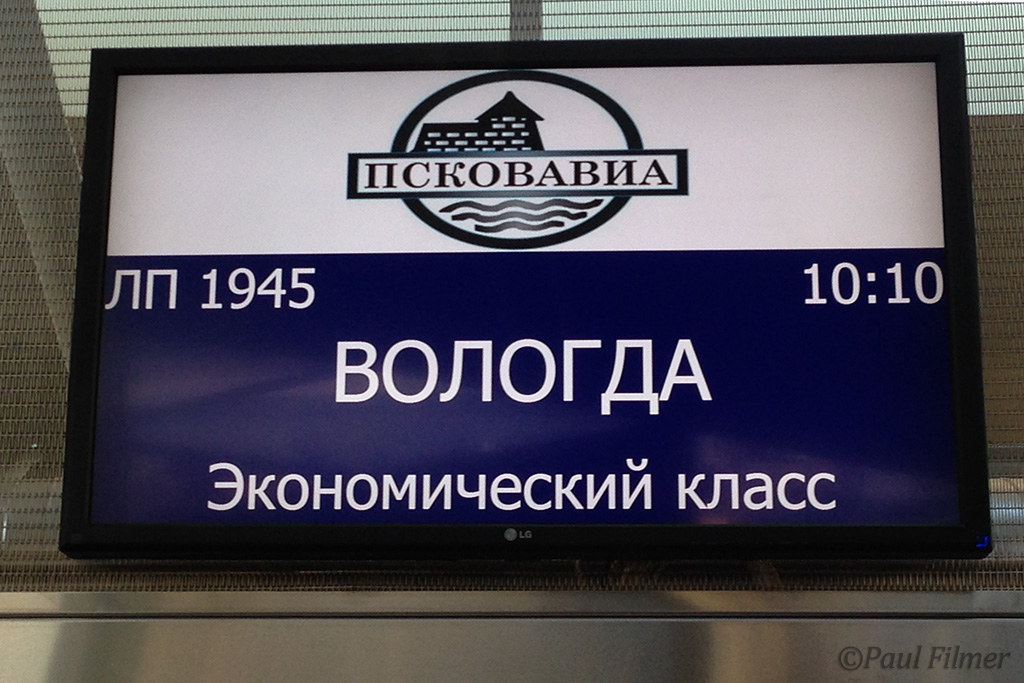 ПСКОВАВИА
ЛП 1945 10:10
ВОЛОГДА
Экономический класс
LG
©Paul Filmer